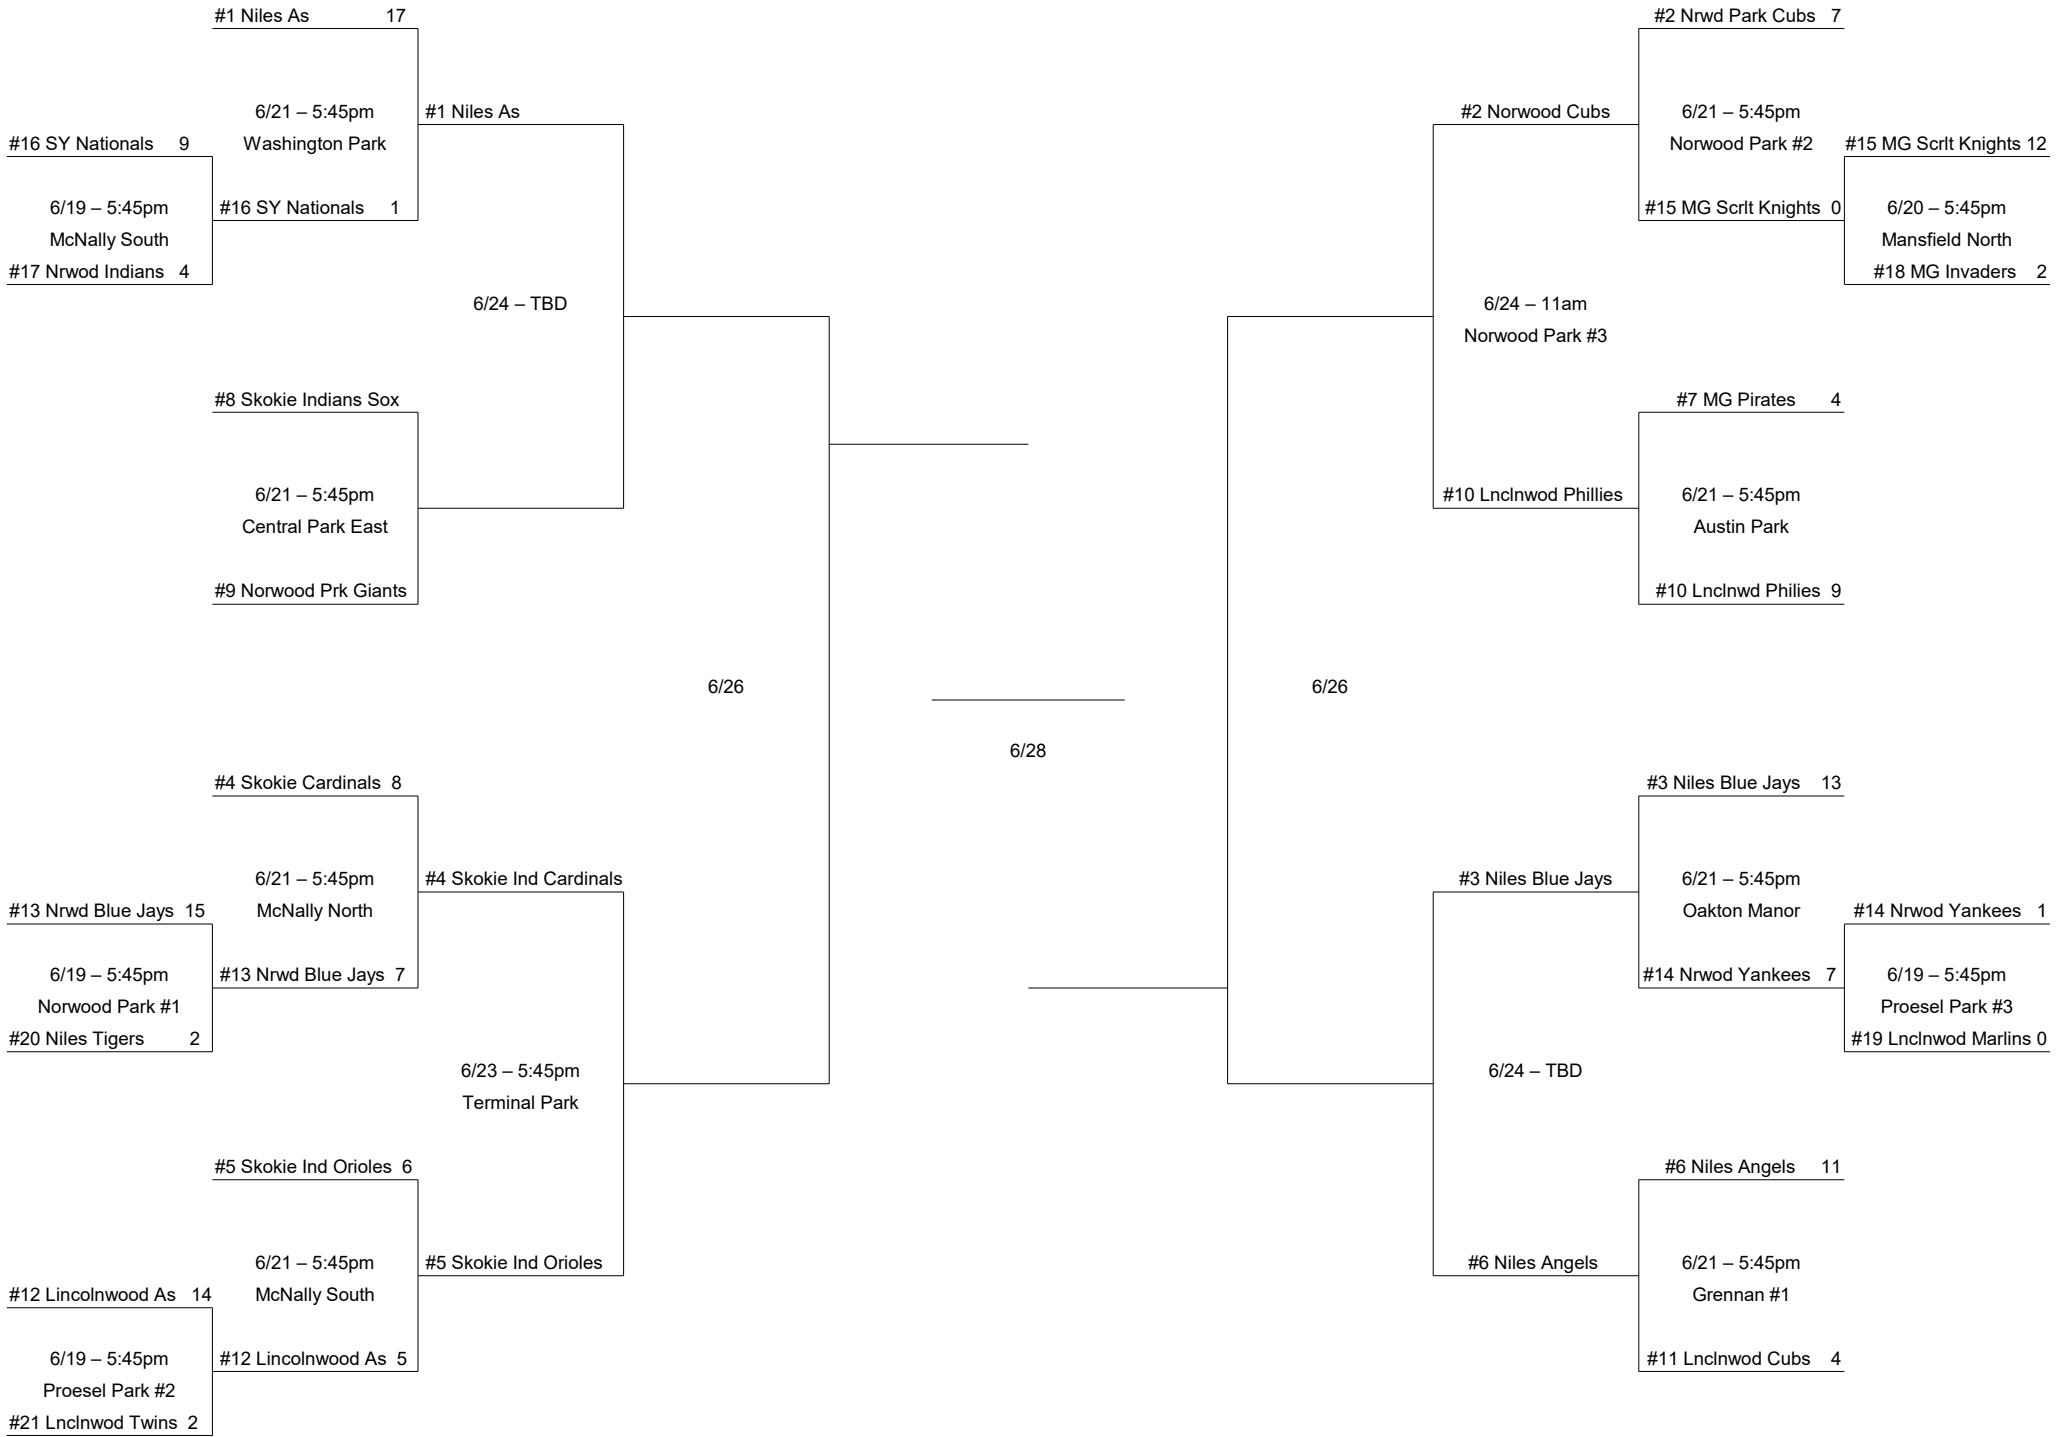 #1 Niles As 17
#2 Nrwd Park Cubs 7
6/21 – 5:45pm
#1 Niles As
#2 Norwood Cubs
6/21 – 5:45pm
#16 SY Nationals 9
Washington Park
Norwood Park #2
#15 MG Scrlt Knights 12
6/19 – 5:45pm
#16 SY Nationals 1
#15 MG Scrlt Knights 0
6/20 – 5:45pm
McNally South
Mansfield North
#17 Nrwod Indians 4
#18 MG Invaders 2
6/24 – TBD
6/24 – 11am
Norwood Park #3
#8 Skokie Indians Sox
#7 MG Pirates 4
6/21 – 5:45pm
#10 Lnclnwod Phillies
6/21 – 5:45pm
Central Park East
Austin Park
#9 Norwood Prk Giants
#10 Lnclnwd Philies 9
6/26
6/26
6/28
#4 Skokie Cardinals 8
#3 Niles Blue Jays 13
6/21 – 5:45pm
#4 Skokie Ind Cardinals
#3 Niles Blue Jays
6/21 – 5:45pm
#13 Nrwd Blue Jays 15
McNally North
Oakton Manor
#14 Nrwod Yankees 1
6/19 – 5:45pm
#13 Nrwd Blue Jays 7
#14 Nrwod Yankees 7
6/19 – 5:45pm
Norwood Park #1
Proesel Park #3
#20 Niles Tigers 2
#19 Lnclnwod Marlins 0
6/23 – 5:45pm
6/24 – TBD
Terminal Park
#5 Skokie Ind Orioles 6
#6 Niles Angels 11
6/21 – 5:45pm
#5 Skokie Ind Orioles
#6 Niles Angels
6/21 – 5:45pm
#12 Lincolnwood As 14
McNally South
Grennan #1
6/19 – 5:45pm
#12 Lincolnwood As 5
#11 Lnclnwod Cubs 4
Proesel Park #2
#21 Lnclnwod Twins 2